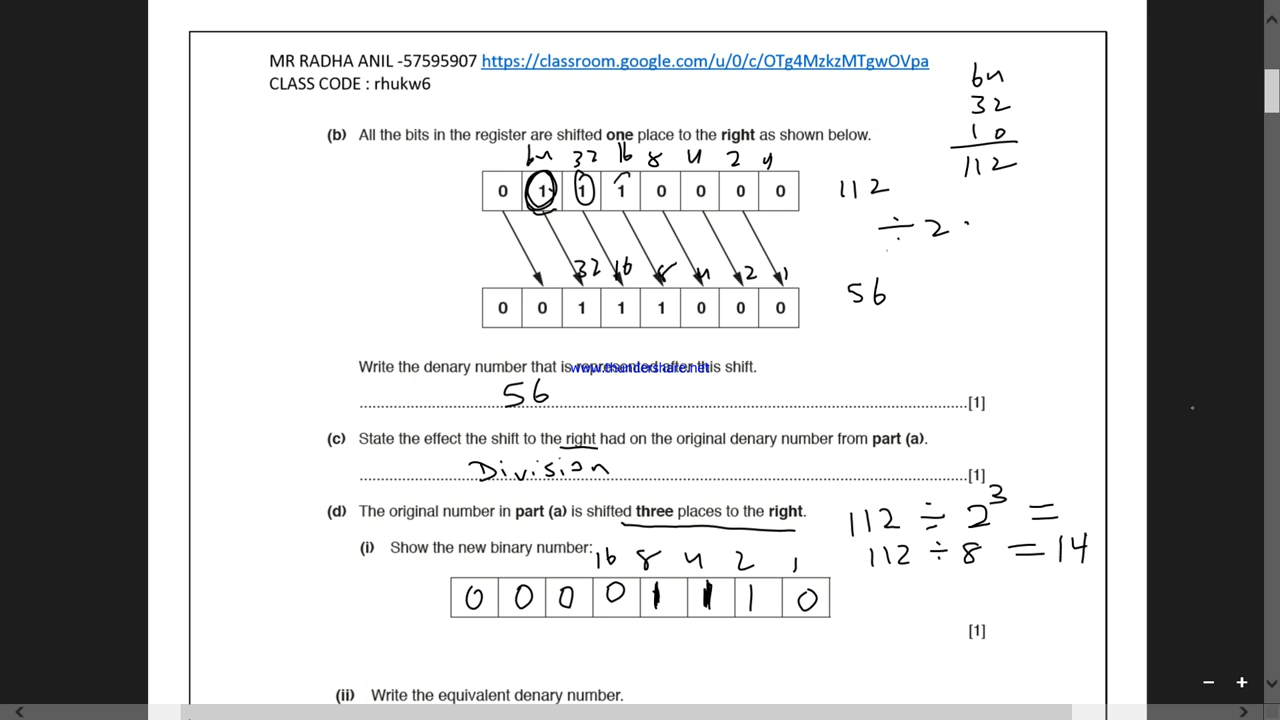 MR RADHA ANIL -57595907 https://classroom.google.com/u/0/c/OTg4MzkzMTgwOVpa
CLASS CODE : rhukw6
64
32
10
112
(b) All the bits in the register are shifted one place to the right as shown below.
64 32 16 8 4 2 1
0 1 1 1 0 0 0 0
112
÷ 2
32 16 8 4 2 1
0 0 1 1 1 0 0 0
56
Write the denary number that is represented after this shift.
www.thundershare.net
56
[1]
(c) State the effect the shift to the right had on the original denary number from part (a).
Division
[1]
(d) The original number in part (a) is shifted three places to the right.
112 ÷ 2³ =
112 ÷ 8 = 14
(i) Show the new binary number:
16 8 4 2 1
0 0 0 0 1 1 1 0
[1]
(ii) Write the equivalent denary number.